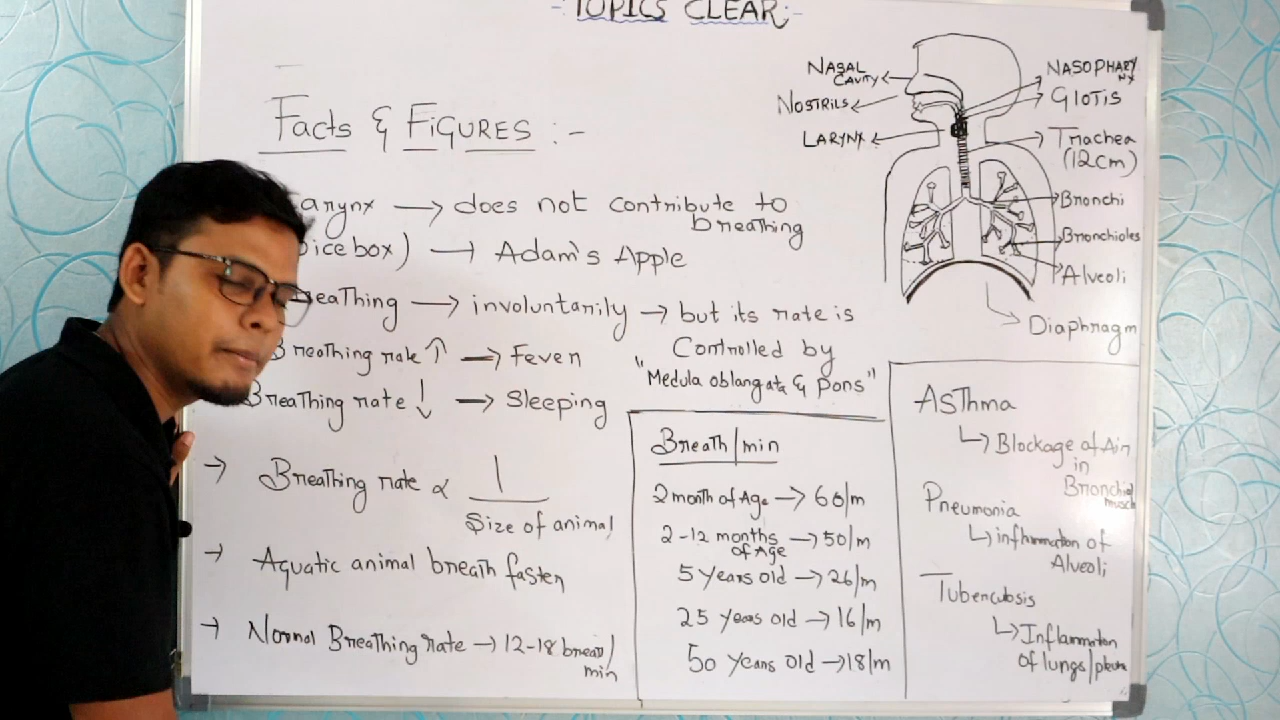 - TOPICS CLEAR:-
Facts & FiGURES :-
arynx → does not contribute to
breathing
oice box) → Adam's Apple
reathing → involuntarily → but its rate is
Controlled by
"Medula oblangata & Pons"
Breathing rate ↑ → Fever
Breathing rate ↓ → Sleeping
→ Breathing rate ∝ 1
Size of animal
→ Aquatic animal breath faster
→ Normal Breathing rate → 12-18 breath/
min
Breath/min
2 month of Age → 60/m
2-12 months → 50/m
of Age
5 years old → 26/m
25 years old → 16/m
50 years old → 18/m
NASAL
CAVITY
NOSTRILS
LARYNX
NASOPHARY
NX
GlOTiS
Trachea
(12cm)
Bronchi
Bronchioles
Alveoli
Diaphragm
Asthma
↳ Blockage of Air
in
Bronchial
muscle
Pneumonia
↳ inflammation of
Alveoli
Tuberculosis
↳ Inflammation
of lungs/pleura